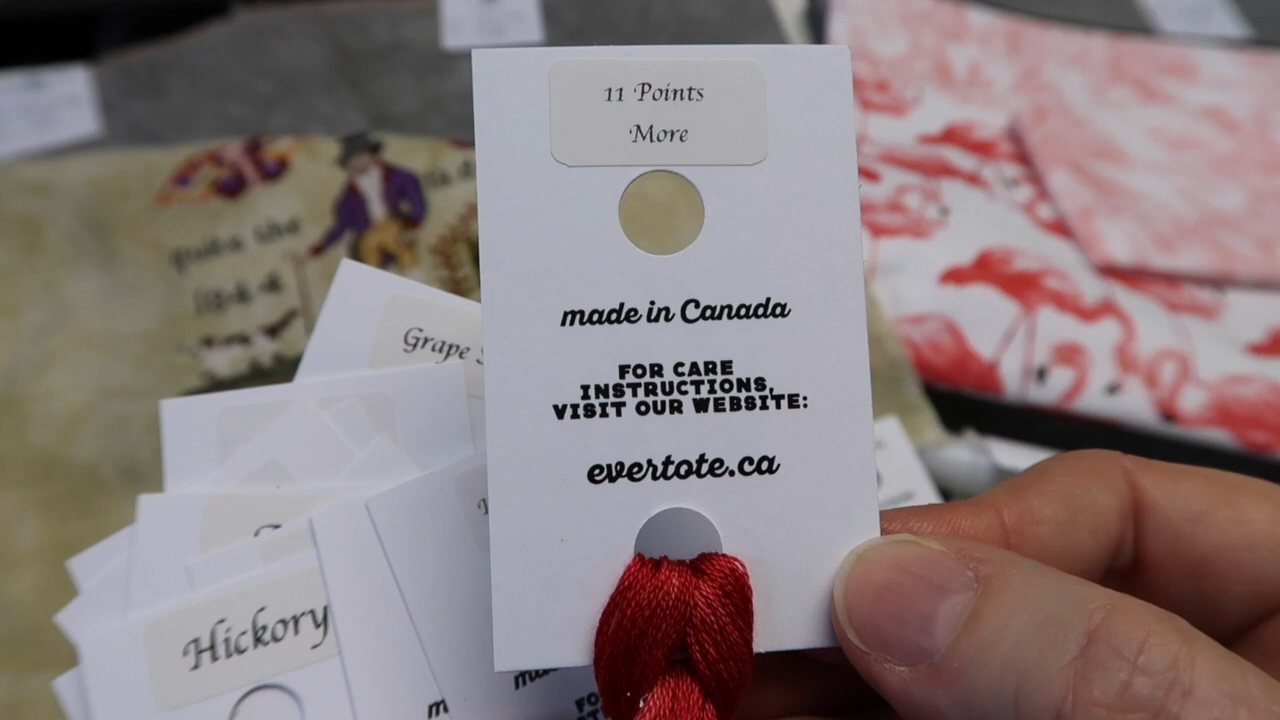 11 Points
More
made in Canada
FOR CARE
INSTRUCTIONS,
VISIT OUR WEBSITE:
evertote.ca
Grape
Hickory